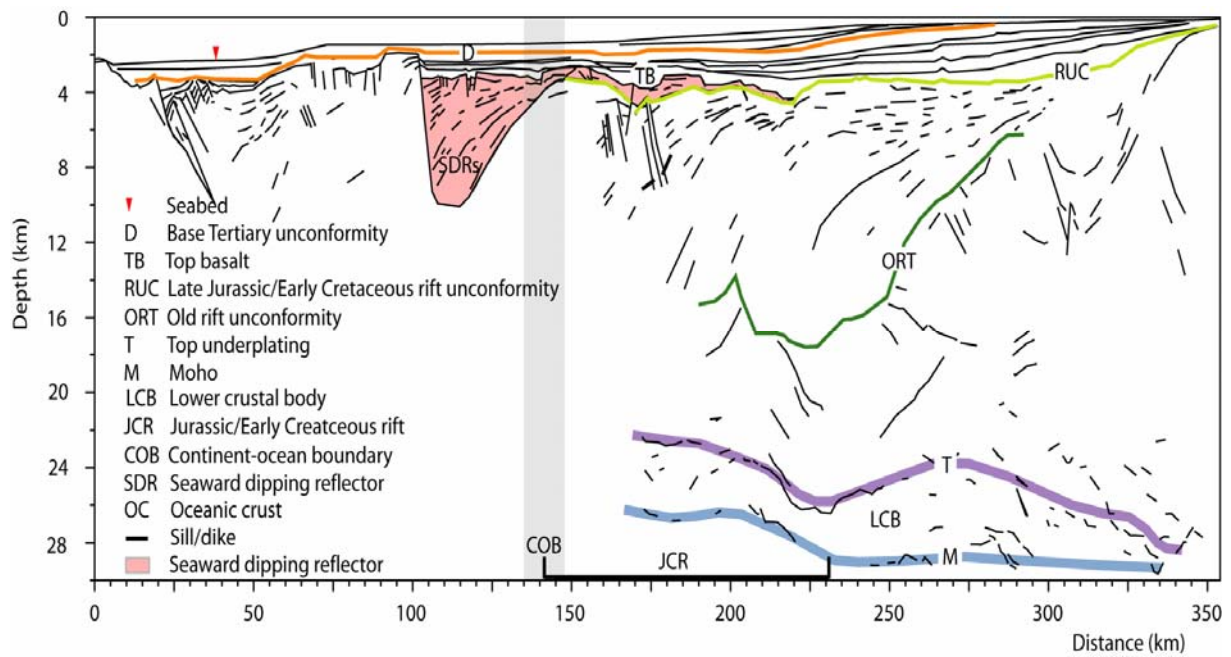 0
4
8
12
16
20
24
28
Depth (km)
D
TB
RUC
SDRs
ORT
T
LCB
M
COB
JCR
Seabed
D Base Tertiary unconformity
TB Top basalt
RUC Late Jurassic/Early Cretaceous rift unconformity
ORT Old rift unconformity
T Top underplating
M Moho
LCB Lower crustal body
JCR Jurassic/Early Creatceous rift
COB Continent-ocean boundary
SDR Seaward dipping reflector
OC Oceanic crust
Sill/dike
Seaward dipping reflector
0 50 100 150 200 250 300 350
Distance (km)